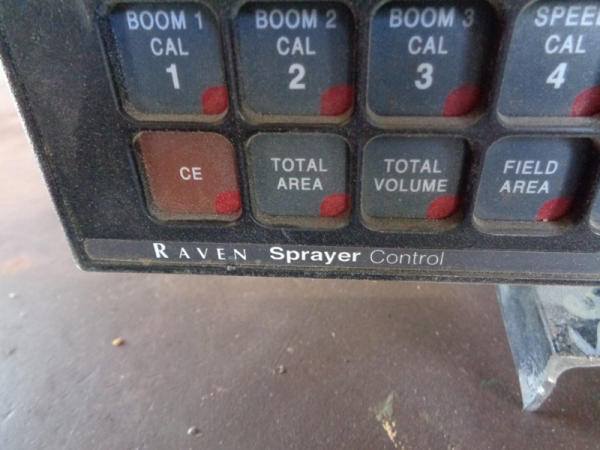 BOOM 1
CAL
1
BOOM 2
CAL
2
BOOM 3
CAL
3
SPEED
CAL
4
CE
TOTAL
AREA
TOTAL
VOLUME
FIELD
AREA
RAVEN Sprayer Control